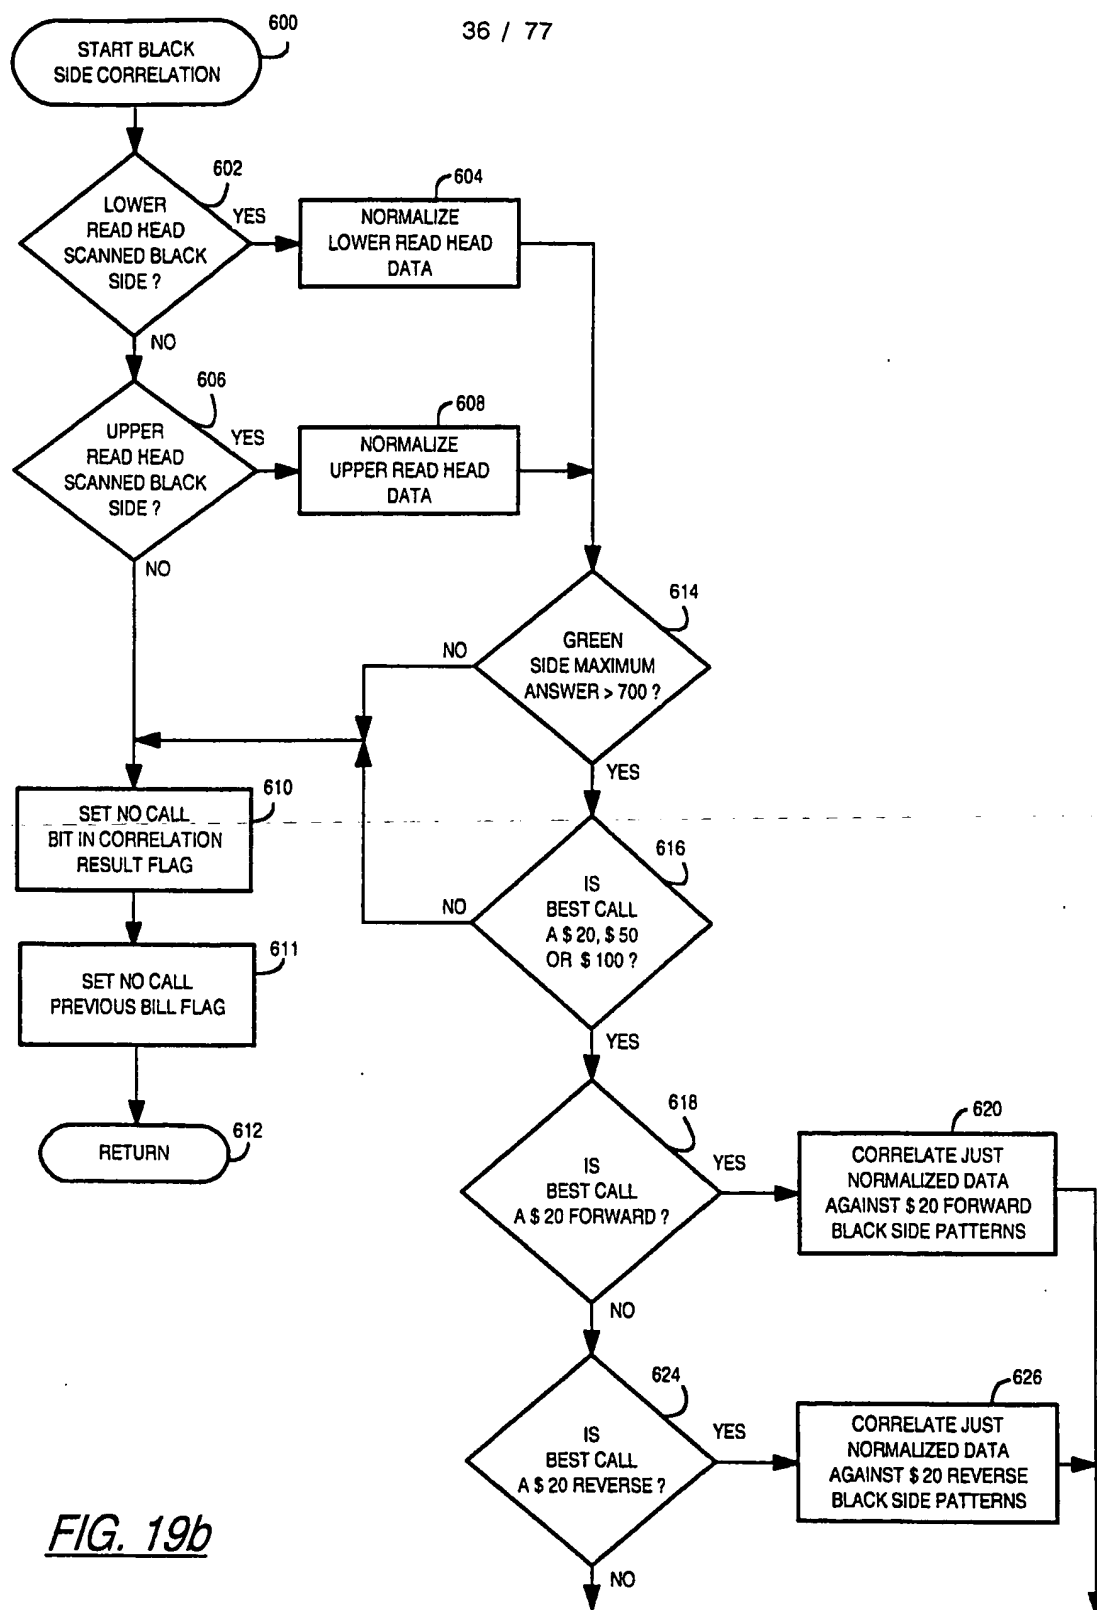 36 / 77
600
START BLACK
SIDE CORRELATION
602
LOWER
READ HEAD
SCANNED BLACK
SIDE ?
YES
NO
604
NORMALIZE
LOWER READ HEAD
DATA
606
UPPER
READ HEAD
SCANNED BLACK
SIDE ?
YES
NO
608
NORMALIZE
UPPER READ HEAD
DATA
614
GREEN
SIDE MAXIMUM
ANSWER > 700 ?
NO
YES
610
SET NO CALL
BIT IN CORRELATION
RESULT FLAG
616
IS
BEST CALL
A $ 20, $ 50
OR $ 100 ?
NO
YES
611
SET NO CALL
PREVIOUS BILL FLAG
612
RETURN
618
IS
BEST CALL
A $ 20 FORWARD ?
YES
NO
620
CORRELATE JUST
NORMALIZED DATA
AGAINST $ 20 FORWARD
BLACK SIDE PATTERNS
624
IS
BEST CALL
A $ 20 REVERSE ?
YES
NO
626
CORRELATE JUST
NORMALIZED DATA
AGAINST $ 20 REVERSE
BLACK SIDE PATTERNS
FIG. 19b